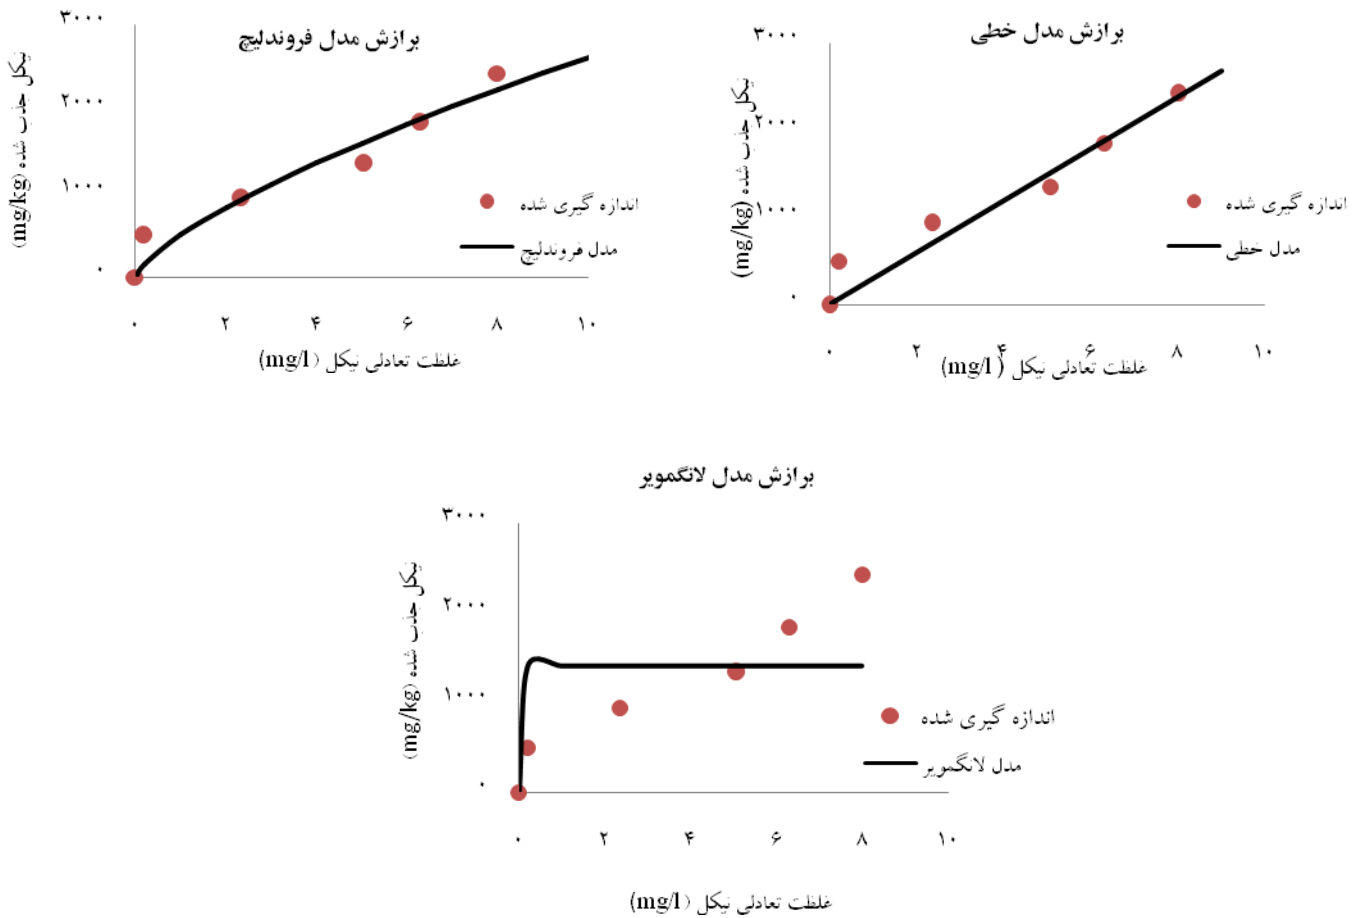 برازش مدل فروندلیچ
۳۰۰۰
۲۰۰۰
۱۰۰۰
۰
نیکل جذب شده (mg/kg)
اندازه گیری شده
مدل فروندلیچ
۰ ۲ ۴ ۶ ۸ ۱۰
غلظت تعادلی نیکل (mg/l)
برازش مدل خطی
۳۰۰۰
۲۰۰۰
۱۰۰۰
۰
نیکل جذب شده (mg/kg)
اندازه گیری شده
مدل خطی
۰ ۲ ۴ ۶ ۸ ۱۰
غلظت تعادلی نیکل (mg/l)
برازش مدل لانگمویر
۳۰۰۰
۲۰۰۰
۱۰۰۰
۰
نیکل جذب شده (mg/kg)
اندازه گیری شده
مدل لانگمویر
۰ ۲ ۴ ۶ ۸ ۱۰
غلظت تعادلی نیکل (mg/l)